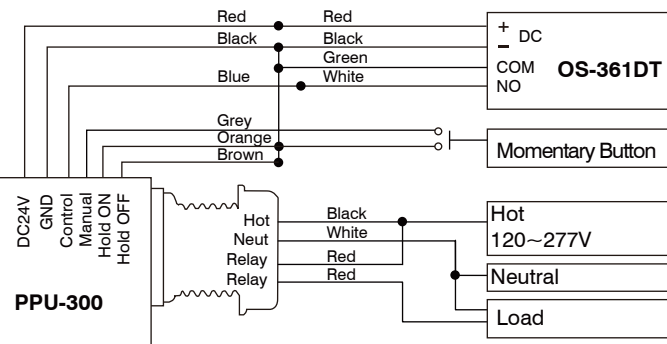 Red Red
+
Black Black
− DC
Green
COM OS-361DT
Blue White
NO
Grey
Orange
Momentary Button
Brown
DC24V
GND
Control
Manual
Hold ON
Hold OFF
Hot Black Hot
120~277V
Neut White
Relay Red Neutral
Relay Red
PPU-300
Load